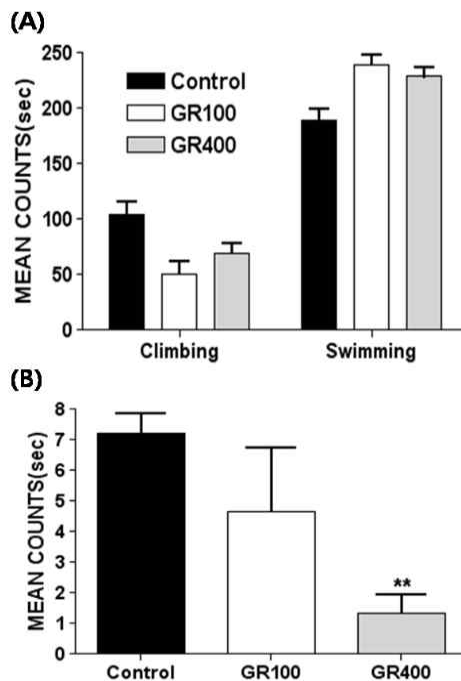 (A)
MEAN COUNTS(sec)
250
200
150
100
50
0
Control
GR100
GR400
Climbing Swimming
(B)
MEAN COUNTS(sec)
8
7
6
5
4
3
2
1
0
**
Control GR100 GR400